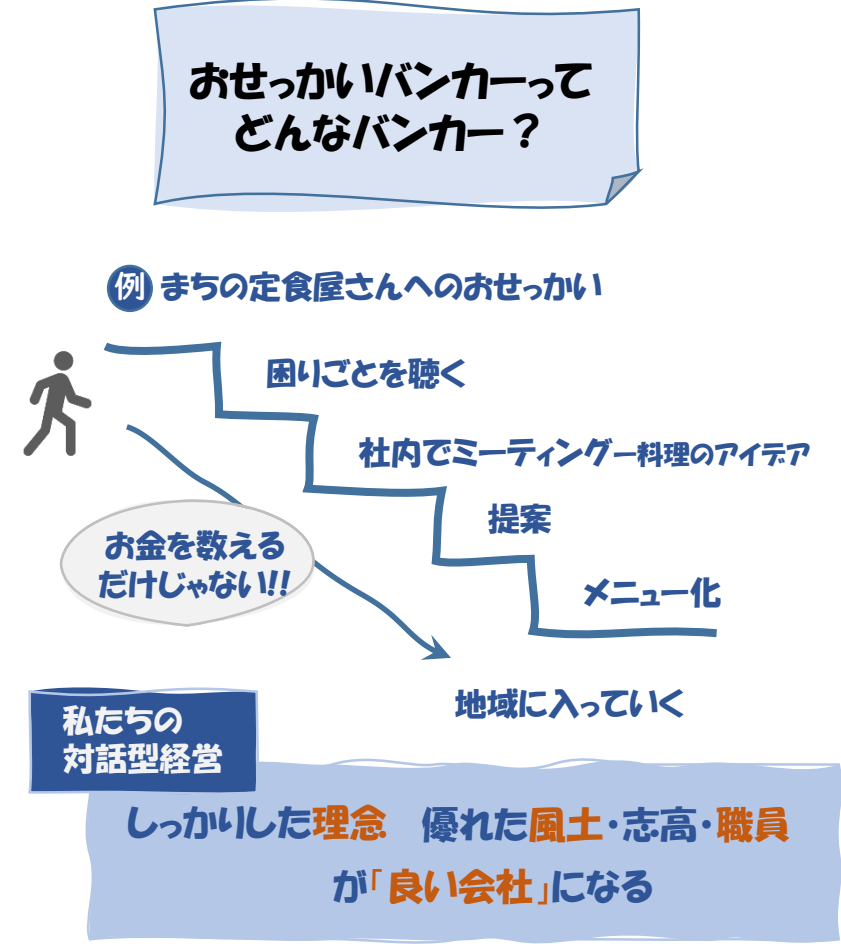 おせっかいバンカーって
どんなバンカー？
例 まちの定食屋さんへのおせっかい
困りごとを聴く
社内でミーティングー料理のアイデア
提案
お金を数える
だけじゃない!!
メニュー化
地域に入っていく
私たちの
対話型経営
しっかりした理念　優れた風土・志高・職員
が「良い会社」になる